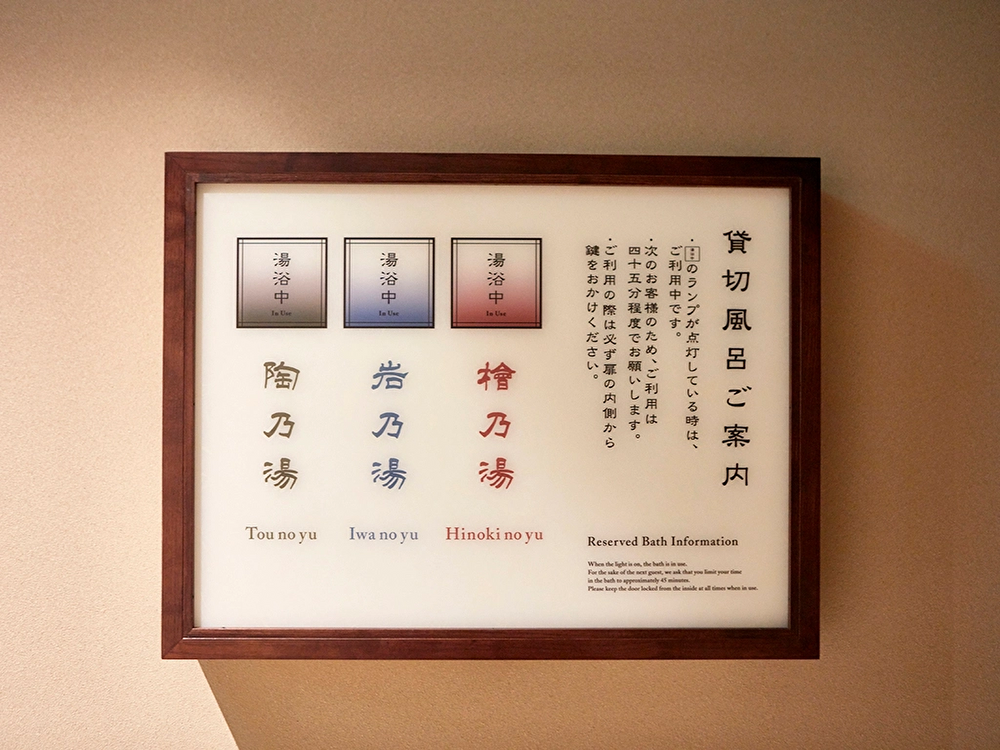 貸切風呂ご案内
・湯浴中のランプが点灯している時は、
ご利用中です。
・次のお客様のため、ご利用は
四十五分程度でお願いします。
・ご利用の際は必ず扉の内側から
鍵をおかけください。
湯浴中
In Use
檜乃湯
Hinoki no yu
湯浴中
In Use
岩乃湯
Iwa no yu
湯浴中
In Use
陶乃湯
Tou no yu
Reserved Bath Information
When the light is on, the bath is in use.
For the sake of the next guest, we ask that you limit your time
in the bath to approximately 45 minutes.
Please keep the door locked from the inside at all times when in use.